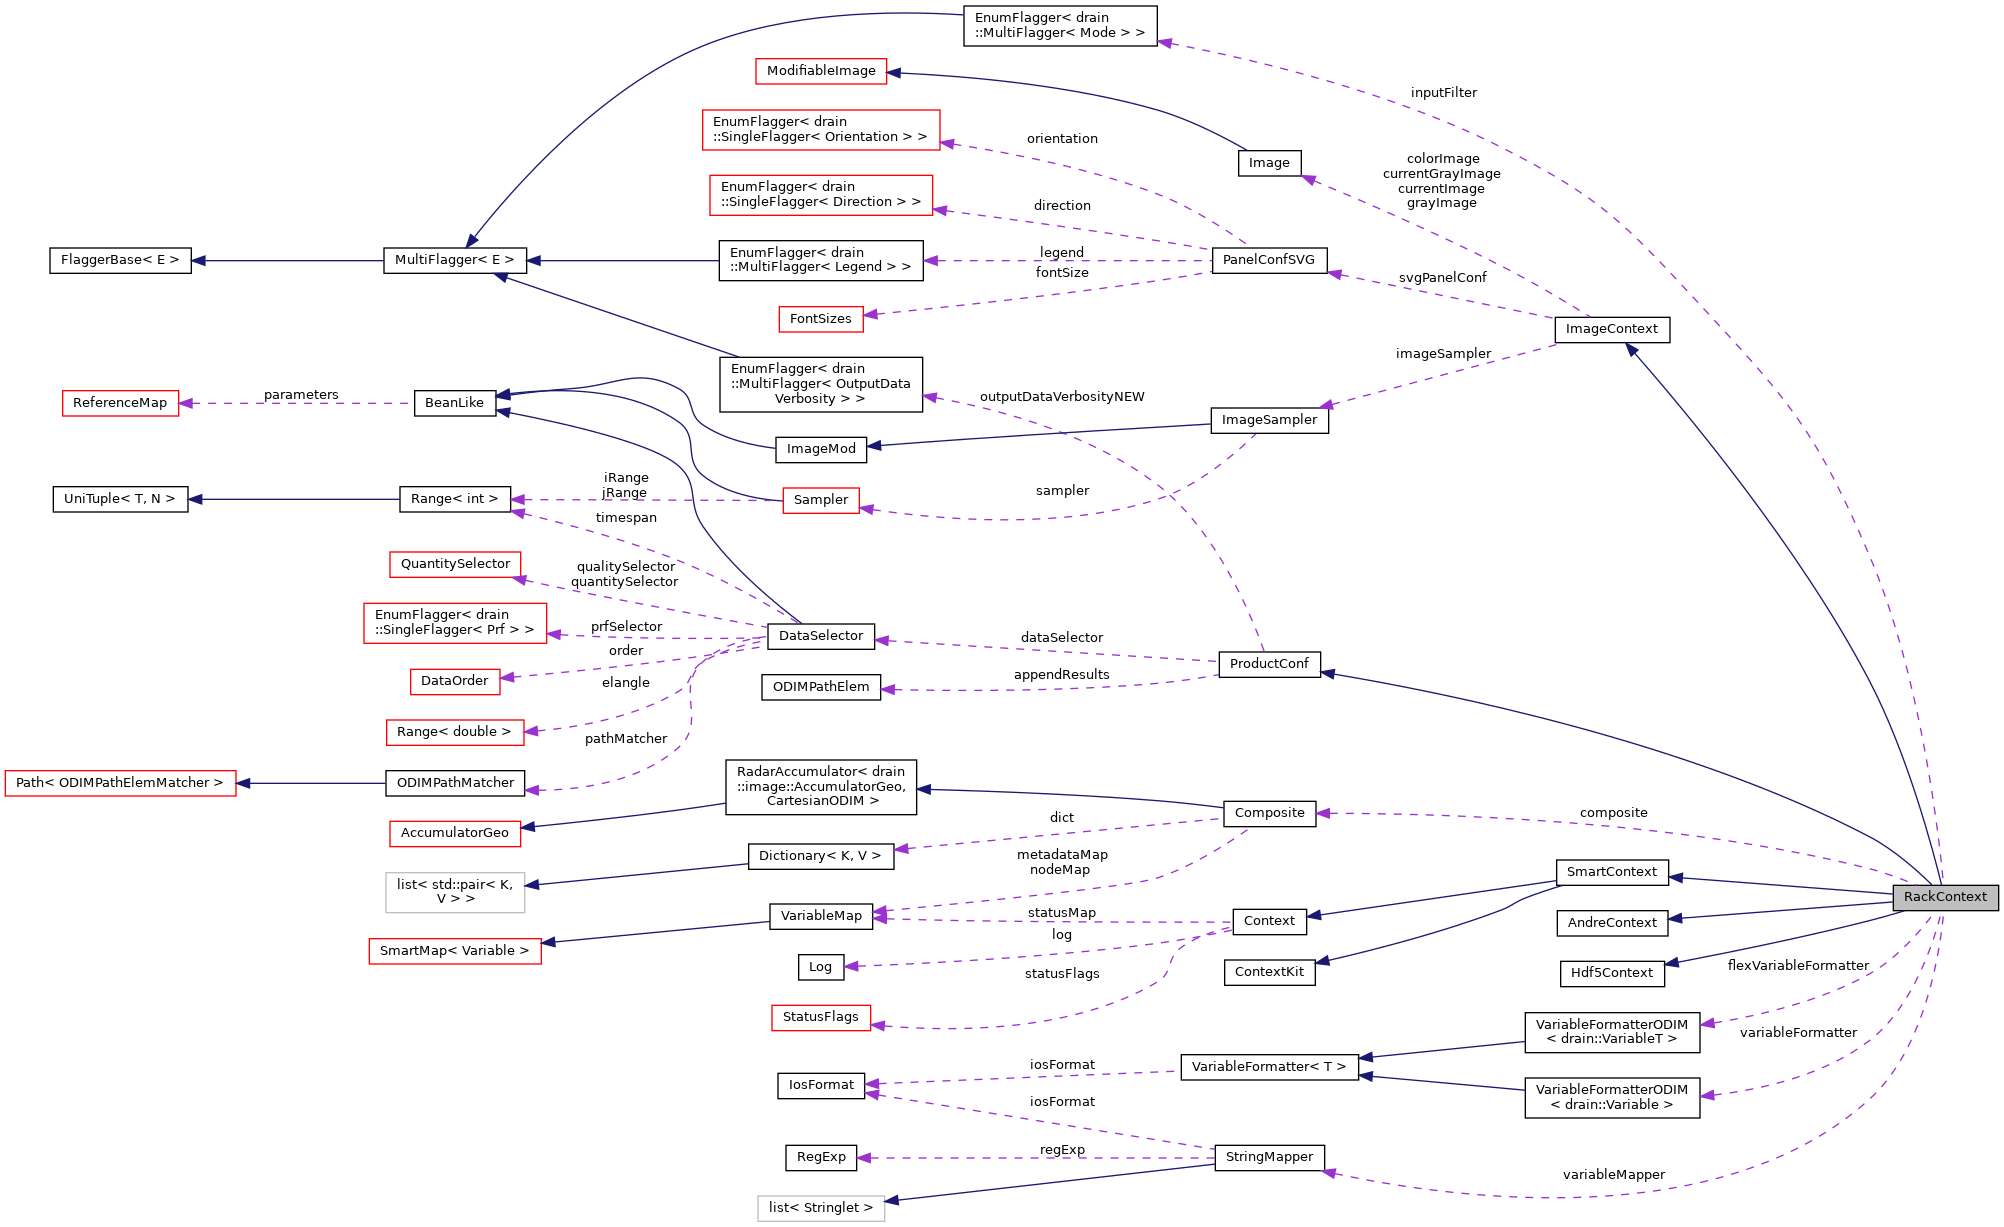 EnumFlagger< drain
::MultiFlagger< Mode > >
ModifiableImage
inputFilter
EnumFlagger< drain
::SingleFlagger< Orientation > >
orientation
Image
colorImage
currentGrayImage
currentImage
grayImage
EnumFlagger< drain
::SingleFlagger< Direction > >
direction
FlaggerBase< E >
MultiFlagger< E >
EnumFlagger< drain
::MultiFlagger< Legend > >
legend
fontSize
PanelConfSVG
svgPanelConf
FontSizes
ImageContext
imageSampler
EnumFlagger< drain
::MultiFlagger< OutputData
Verbosity > >
outputDataVerbosityNEW
ReferenceMap
parameters
BeanLike
ImageSampler
ImageMod
UniTuple< T, N >
Range< int >
iRange
jRange
Sampler
sampler
timespan
QuantitySelector
qualitySelector
quantitySelector
EnumFlagger< drain
::SingleFlagger< Prf > >
prfSelector
DataSelector
dataSelector
order
ProductConf
DataOrder
elangle
ODIMPathElem
appendResults
Range< double >
pathMatcher
Path< ODIMPathElemMatcher >
ODIMPathMatcher
RadarAccumulator< drain
::image::AccumulatorGeo,
CartesianODIM >
Composite
composite
AccumulatorGeo
dict
Dictionary< K, V >
metadataMap
nodeMap
list< std::pair< K,
V > >
SmartContext
RackContext
VariableMap
statusMap
Context
AndreContext
log
SmartMap< Variable >
Log
statusFlags
ContextKit
Hdf5Context
flexVariableFormatter
StatusFlags
VariableFormatterODIM
< drain::VariableT >
variableFormatter
iosFormat
VariableFormatter< T >
IosFormat
iosFormat
VariableFormatterODIM
< drain::Variable >
RegExp
regExp
StringMapper
variableMapper
list< Stringlet >